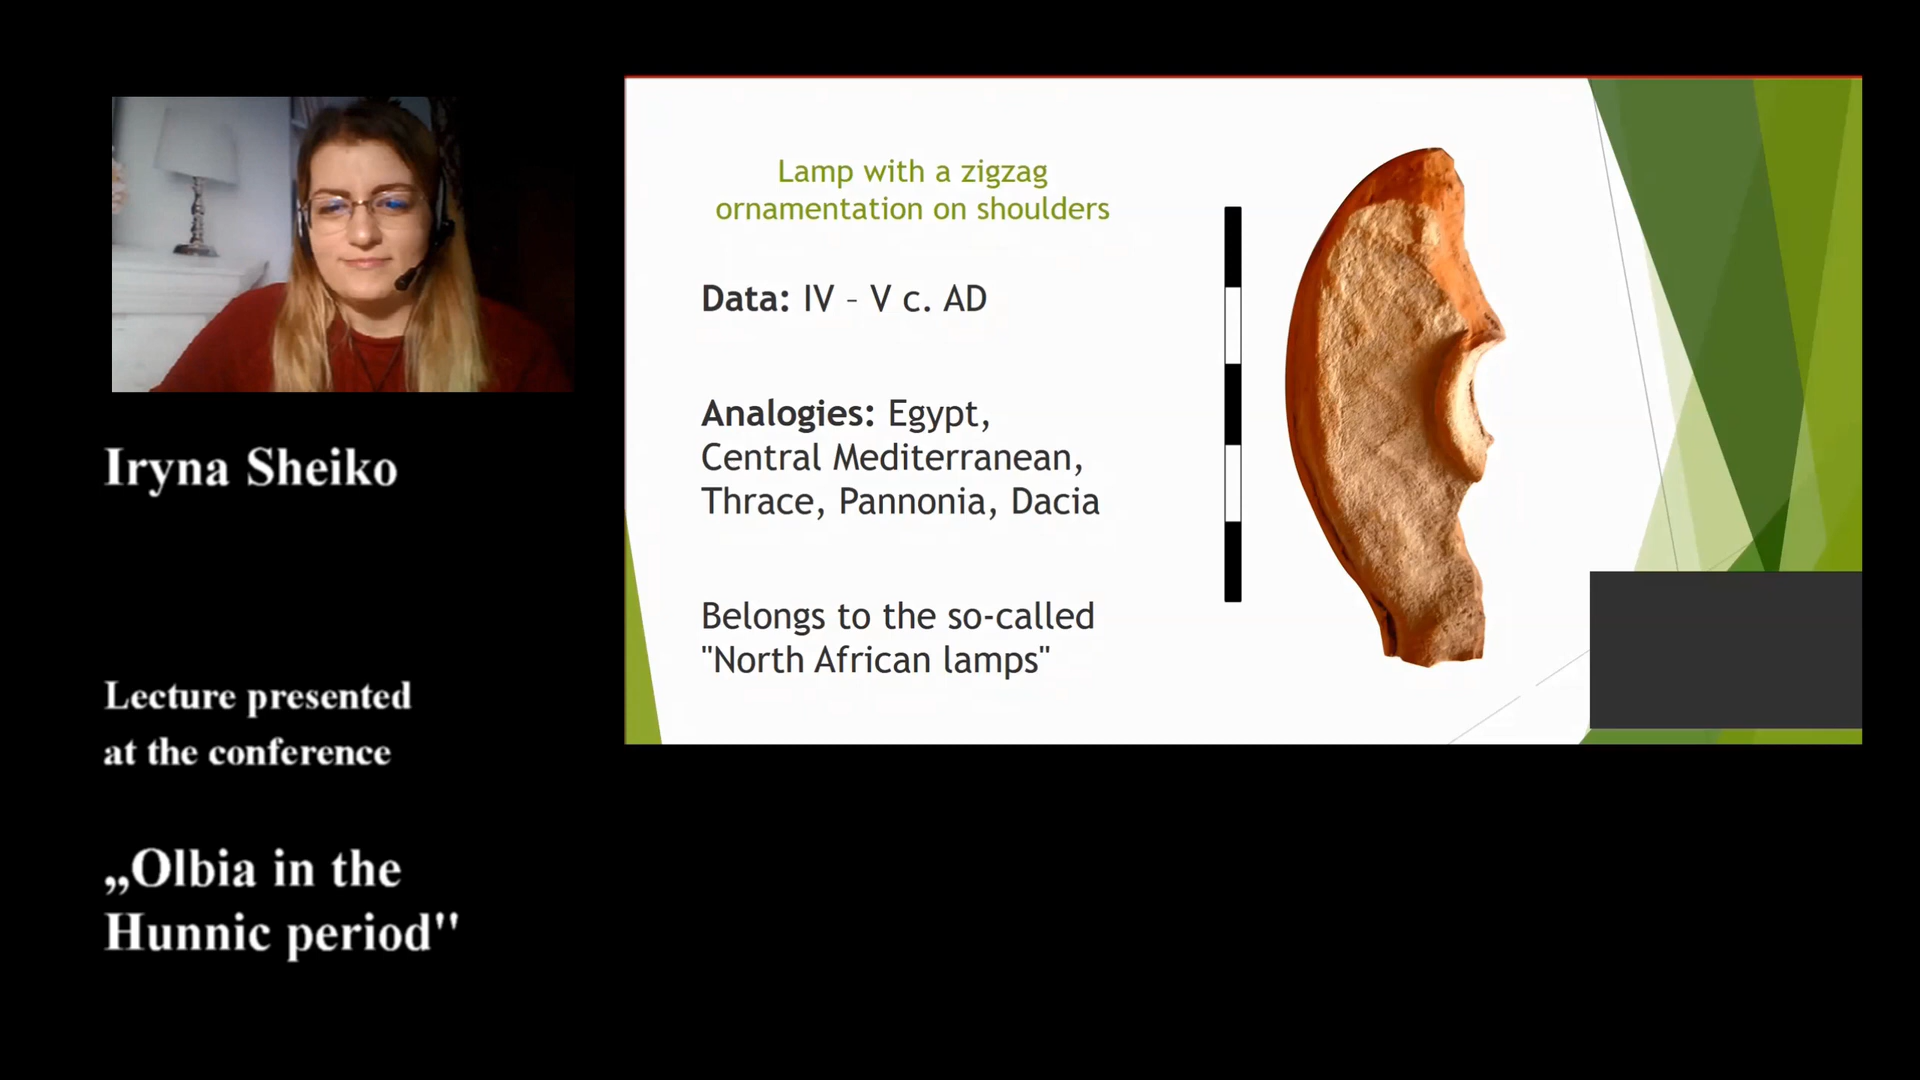 Iryna Sheiko
Lecture presented
at the conference
„Olbia in the
Hunnic period"
Lamp with a zigzag
ornamentation on shoulders
Data: IV – V c. AD
Analogies: Egypt,
Central Mediterranean,
Thrace, Pannonia, Dacia
Belongs to the so-called
"North African lamps"